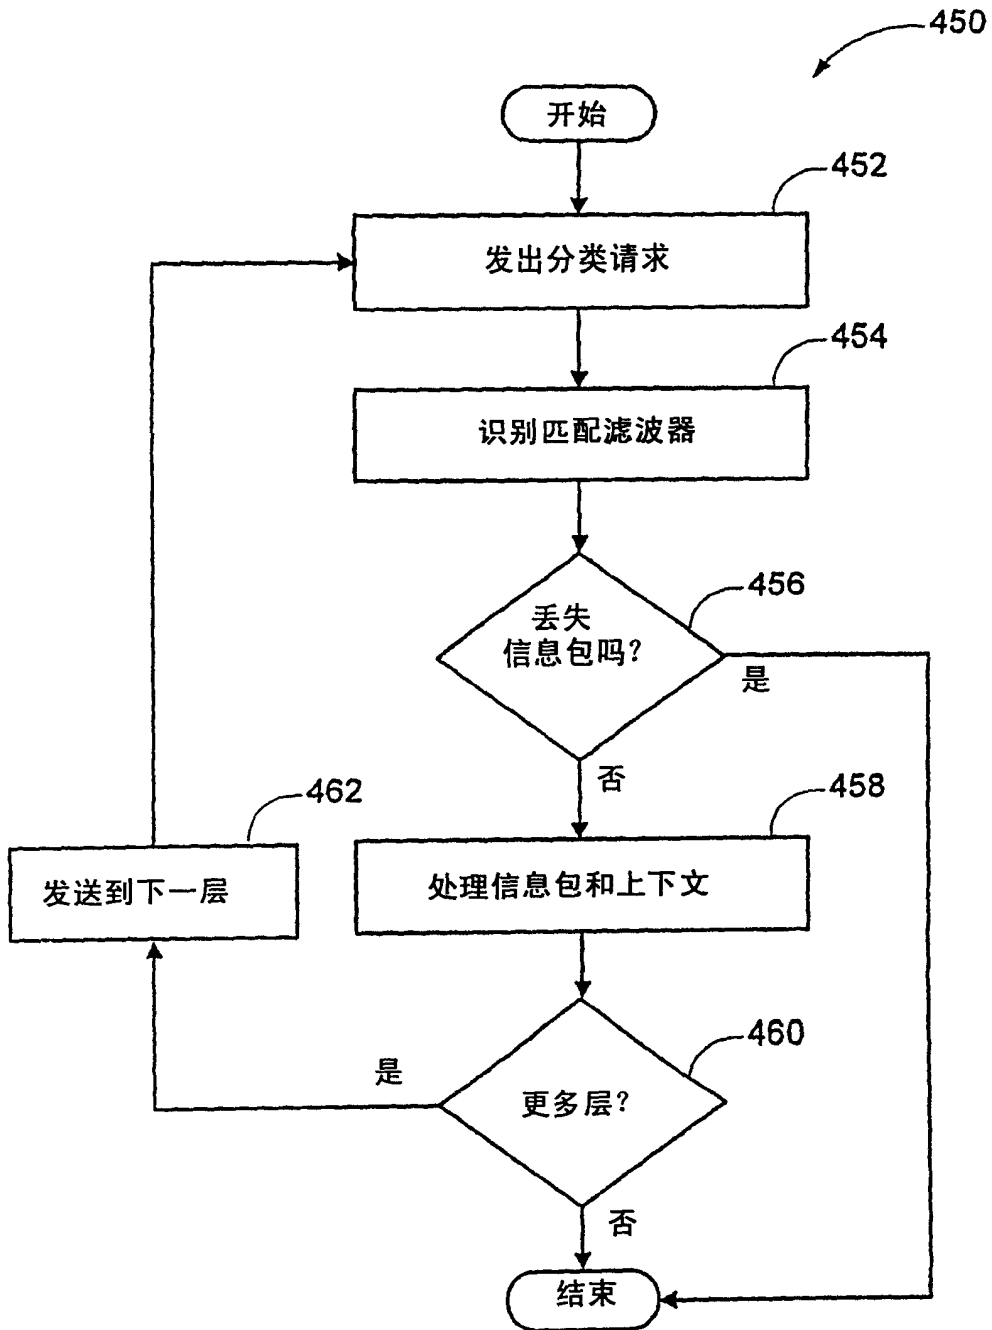 450
开始
452
发出分类请求
454
识别匹配滤波器
456
丢失
信息包吗?
是
否
458
处理信息包和上下文
462
发送到下一层
460
更多层?
是
否
结束